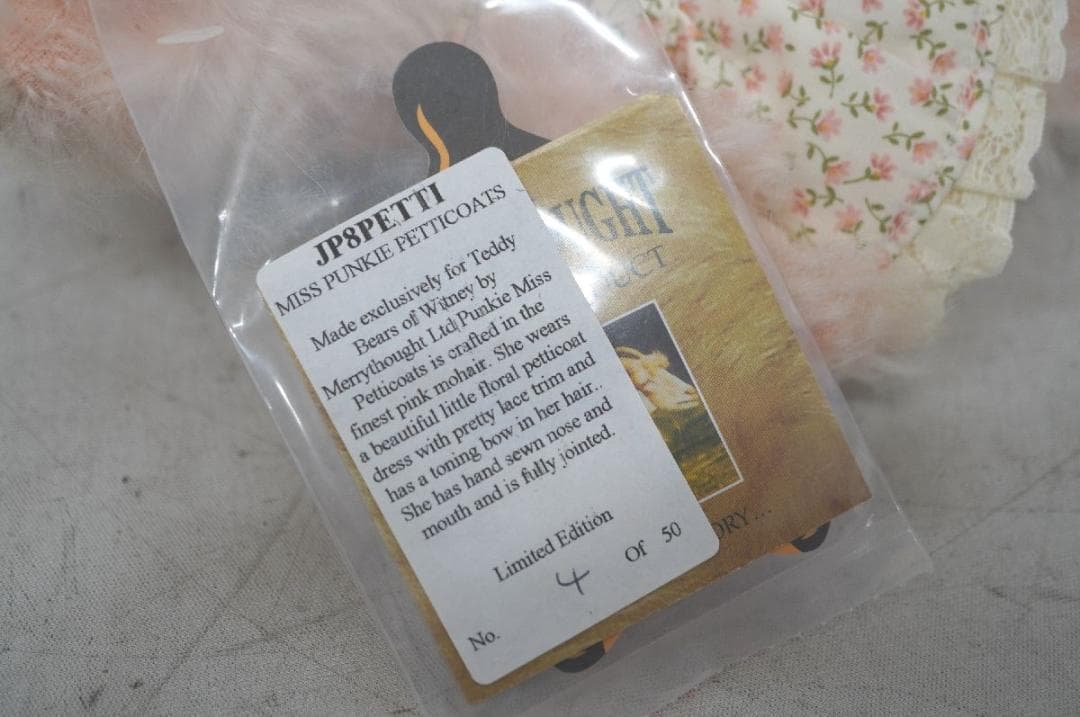 JP8PETTI
MISS PUNKIE PETTICOATS
Made exclusively for Teddy
Bears of Witney by
Merrythought Ltd Punkie Miss
Petticoats is crafted in the
finest pink mohair. She wears
a beautiful little floral petticoat
dress with pretty lace trim and
has a toning bow in her hair..
She has hand sewn nose and
mouth and is fully jointed.
Limited Edition
No. 4 Of 50
UGHT
UCT
ORY...